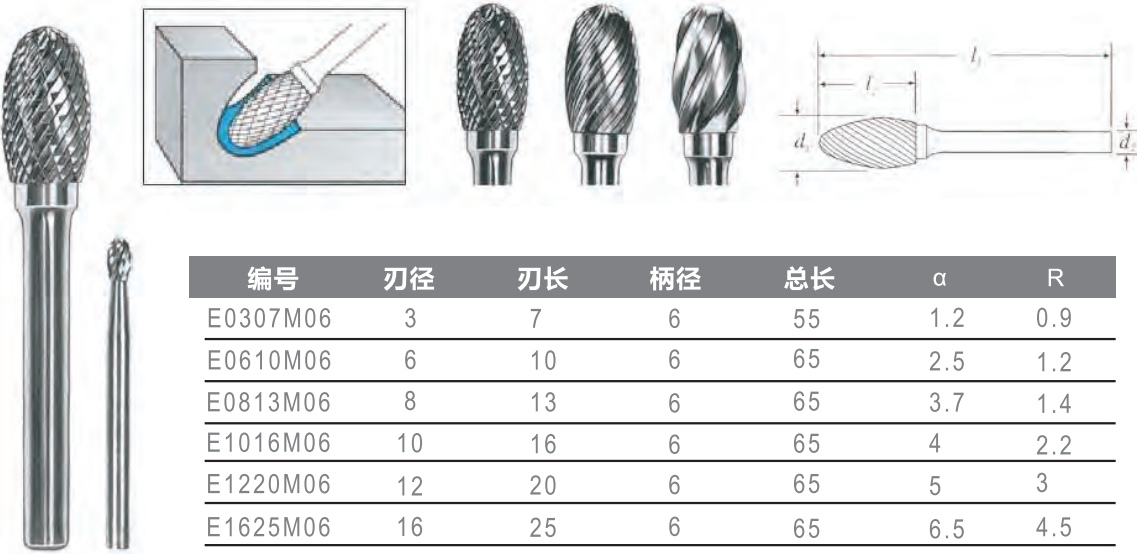 l₁
l₂
d₁
d₂
编号 刃径 刃长 柄径 总长 α R
E0307M06 3 7 6 55 1.2 0.9
E0610M06 6 10 6 65 2.5 1.2
E0813M06 8 13 6 65 3.7 1.4
E1016M06 10 16 6 65 4 2.2
E1220M06 12 20 6 65 5 3
E1625M06 16 25 6 65 6.5 4.5